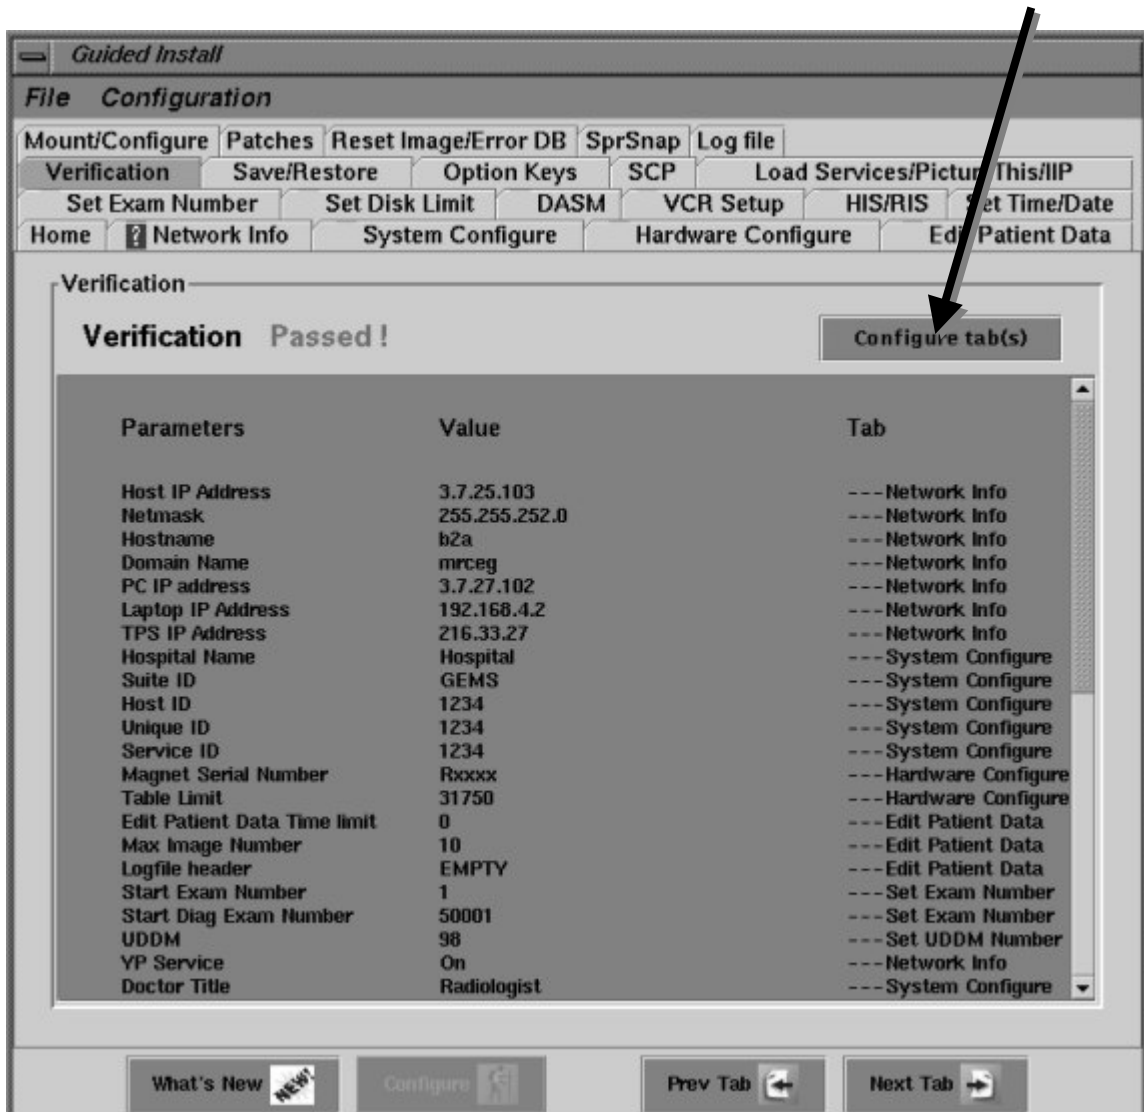 Guided Install
File Configuration
Mount/Configure Patches Reset Image/Error DB SprSnap Log file
Verification Save/Restore Option Keys SCP Load Services/Pictur This/IIP
Set Exam Number Set Disk Limit DASM VCR Setup HIS/RIS Set Time/Date
Home ? Network Info System Configure Hardware Configure Edit Patient Data
Verification
Verification Passed !
Configure tab(s)
Parameters Value Tab
Host IP Address 3.7.25.103 ---Network Info
Netmask 255.255.252.0 ---Network Info
Hostname b2a ---Network Info
Domain Name mrceg ---Network Info
PC IP address 3.7.27.102 ---Network Info
Laptop IP Address 192.168.4.2 ---Network Info
TPS IP Address 216.33.27 ---Network Info
Hospital Name Hospital ---System Configure
Suite ID GEMS ---System Configure
Host ID 1234 ---System Configure
Unique ID 1234 ---System Configure
Service ID 1234 ---System Configure
Magnet Serial Number Rxxxx ---Hardware Configure
Table Limit 31750 ---Hardware Configure
Edit Patient Data Time limit 0 ---Edit Patient Data
Max Image Number 10 ---Edit Patient Data
Logfile header EMPTY ---Edit Patient Data
Start Exam Number 1 ---Set Exam Number
Start Diag Exam Number 50001 ---Set Exam Number
UDDM 98 ---Set UDDM Number
YP Service On ---Network Info
Doctor Title Radiologist ---System Configure
What's New NEW! Configure Prev Tab Next Tab